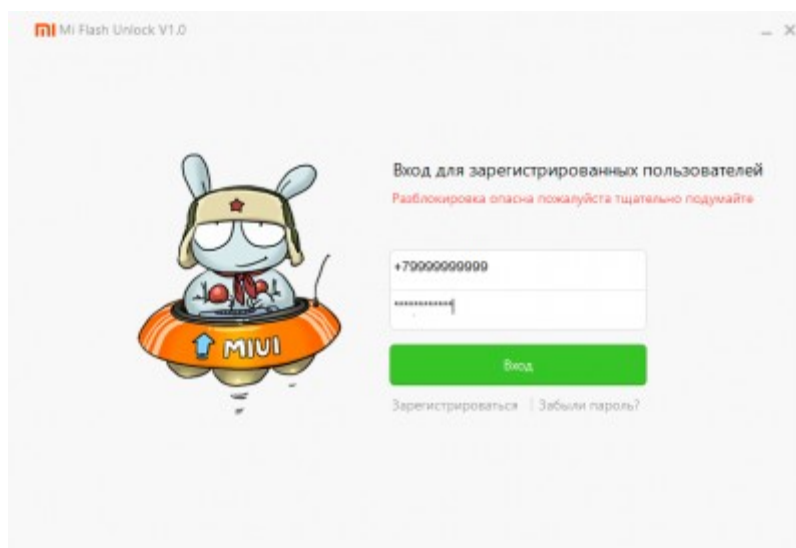 Mi Flash Unlock V1.0
Вход для зарегистрированных пользователей
Разблокировка опасна пожалуйста тщательно подумайте
+79999999999
************
Вход
Зарегистрироваться | Забыли пароль?
MIUI